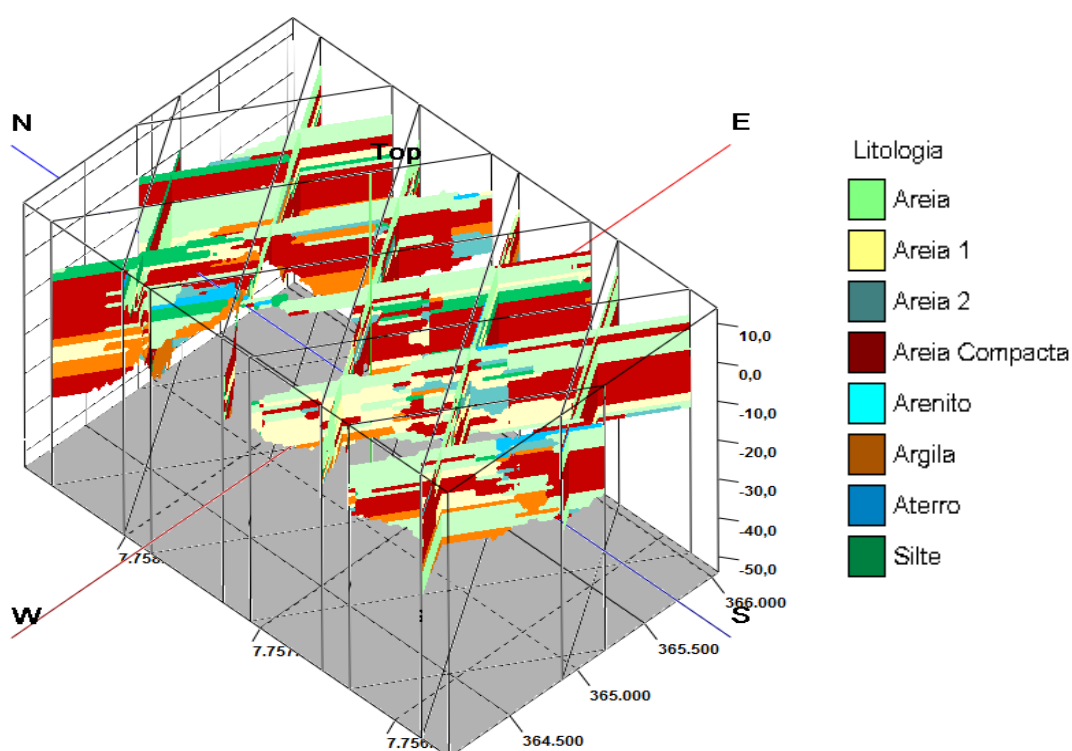 N
E
Top
W
S
10,0
0,0
-10,0
-20,0
-30,0
-40,0
-50,0
366.000
365.500
365.000
364.500
Litologia
Areia
Areia 1
Areia 2
Areia Compacta
Arenito
Argila
Aterro
Silte